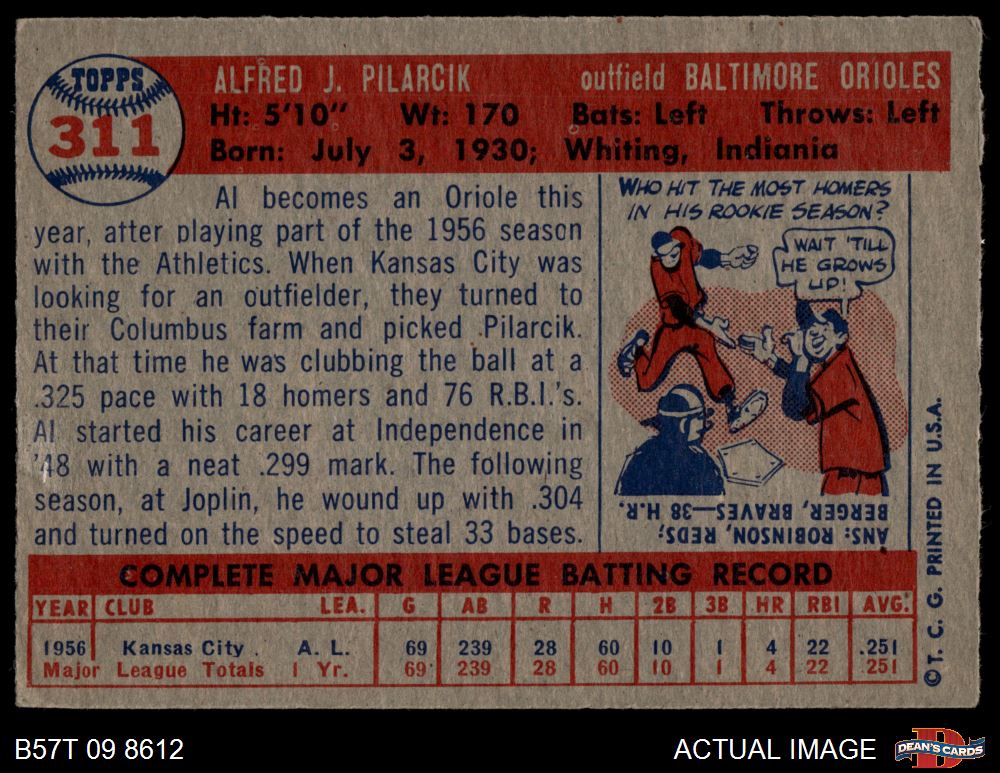 TOPPS
311
ALFRED J. PILARCIK outfield BALTIMORE ORIOLES
Ht: 5'10" Wt: 170 Bats: Left Throws: Left
Born: July 3, 1930; Whiting, Indiania
Al becomes an Oriole this
year, after playing part of the 1956 season
with the Athletics. When Kansas City was
looking for an outfielder, they turned to
their Columbus farm and picked Pilarcik.
At that time he was clubbing the ball at a
.325 pace with 18 homers and 76 R.B.I.'s.
Al started his career at Independence in
'48 with a neat .299 mark. The following
season, at Joplin, he wound up with .304
and turned on the speed to steal 33 bases.
WHO HIT THE MOST HOMERS
IN HIS ROOKIE SEASON?
WAIT 'TILL
HE GROWS
UP!
ANS: ROBINSON, REDS;
BERGER, BRAVES—38 H.R.
COMPLETE MAJOR LEAGUE BATTING RECORD
YEAR CLUB LEA. G AB R H 2B 3B HR RBI AVG.
1956 Kansas City A. L. 69 239 28 60 10 1 4 22 .251
Major League Totals 1 Yr. 69 239 28 60 10 1 4 22 .251
©T. C. G. PRINTED IN U.S.A.
B57T 09 8612 ACTUAL IMAGE
D
DEAN'S CARDS